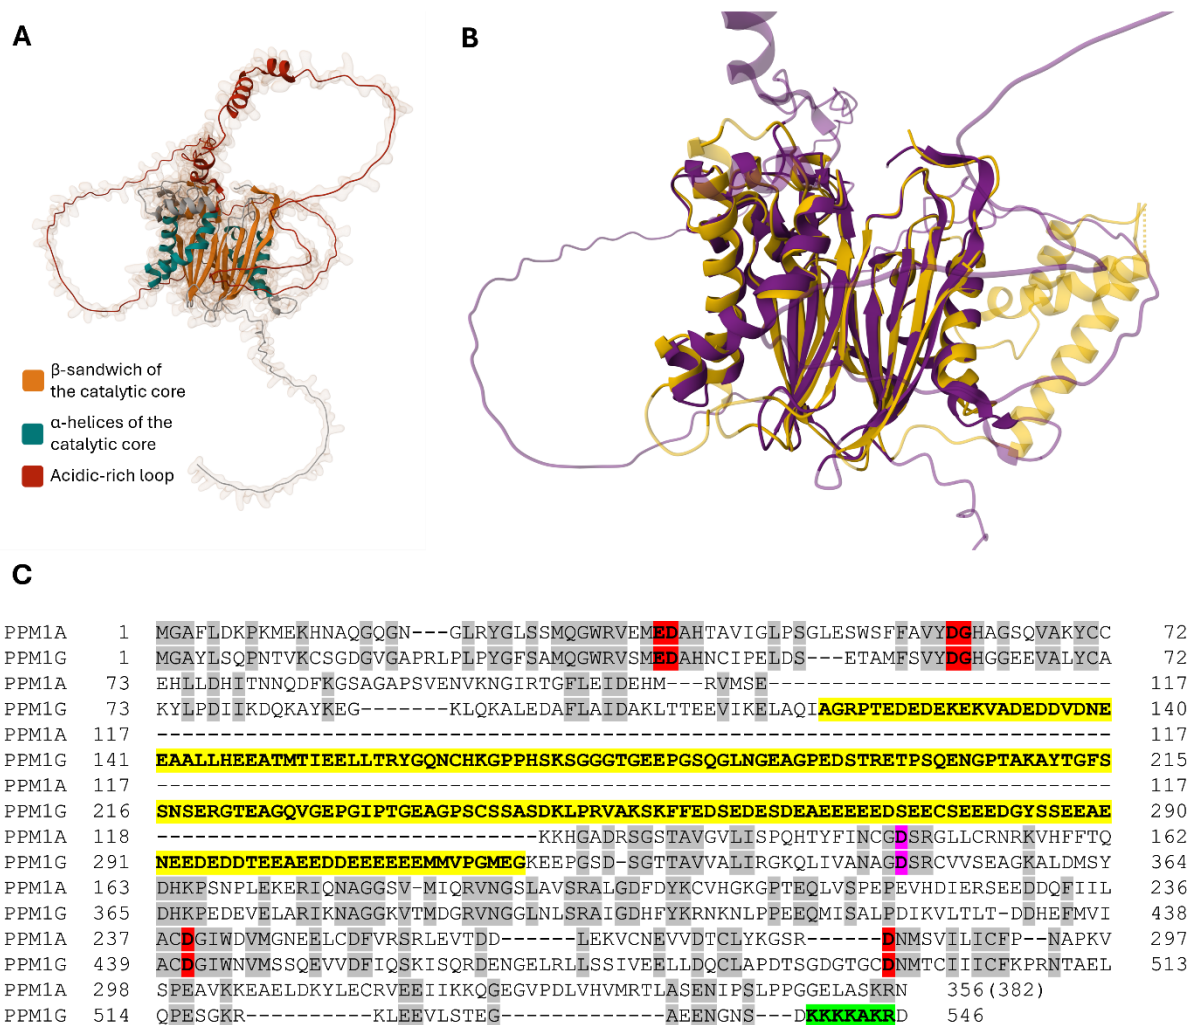 A
B
β-sandwich of
the catalytic core
α-helices of the
catalytic core
Acidic-rich loop
C
PPM1A 1 MGAFLDKPKMEKHNAQGQGN---GLRYGLSSMQGWRVEMEDAHTAVIGLPSGLESWSFFAVYDGHAGSQVAKYCC 72
PPM1G 1 MGAYLSQPNTVKCSGDGVGAPRLPLPYGFSAMQGWRVSMEDAHNCIPELDS---ETAMFSVYDGHGGEEVALYCA 72
PPM1A 73 EHLLDHITNNQDFKGSAGAPSVENVKNGIRTGFLEIDEHM---RVMSE--------------------------- 117
PPM1G 73 KYLPDIIKDQKAYKEG-------KLQKALEDAFLAIDAKLTTEEVIKELAQIAGRPTEDEDEKEKVADEDDVDNE 140
PPM1A 117 --------------------------------------------------------------------------- 117
PPM1G 141 EAALLHEEATMTIEELLTRYGQNCHKGPPHSKSGGGTGEEPGSQGLNGEAGPEDSTRETPSQENGPTAKAYTGFS 215
PPM1A 117 --------------------------------------------------------------------------- 117
PPM1G 216 SNSERGTEAGQVGEPGIPTGEAGPSCSSASDKLPRVAKSKFFEDSEDESDEAEEEEEDSEECSEEEDGYSSEEAE 290
PPM1A 118 ------------------------------KKHGADRSGSTAVGVLISPQHTYFINCGDSRGLLCRNRKVHFFTQ 162
PPM1G 291 NEEDEDDTEEAEEDDEEEEEEMMVPGMEGKEEPGSD-SGTTAVVALIRGKQLIVANAGDSRCVVSEAGKALDMSY 364
PPM1A 163 DHKPSNPLEKERIQNAGGSV-MIQRVNGSLAVSRALGDFDYKCVHGKGPTEQLVSPEPEVHDIERSEEDDQFIIL 236
PPM1G 365 DHKPEDEVELARIKNAGGKVTMDGRVNGGLNLSRAIGDHFYKRNKNLPPEEQMISALPDIKVLTLT-DDHEFMVI 438
PPM1A 237 ACDGIWDVMGNEELCDFVRSRLEVTDD------LEKVCNEVVDTCLYKGSR------DNMSVILICFP--NAPKV 297
PPM1G 439 ACDGIWNVMSSQEVVDFIQSKISQRDENGELRLLSSIVEELLDQCLAPDTSGDGTGCDNMTCIIICFKPRNTAEL 513
PPM1A 298 SPEAVKKEAELDKYLECRVEEIIKKQGEGVPDLVHVMRTLASENIPSLPPGGELASKRN 356(382)
PPM1G 514 QPESGKR----------KLEEVLSTEG-----------AEENGNS---DKKKKAKRD 546